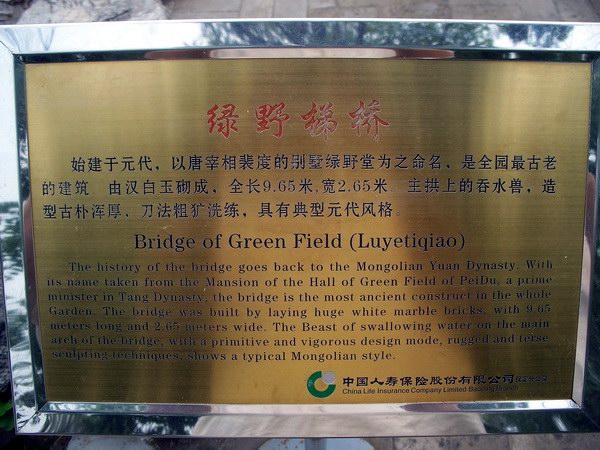 绿野梯桥
始建于元代，以唐宰相裴度的别墅绿野堂为之命名，是全园最古老
的建筑 由汉白玉砌成，全长9.65米,宽2.65米。主拱上的吞水兽，造
型古朴浑厚、刀法粗犷洗练，具有典型元代风格。
Bridge of Green Field (Luyetiqiao)
The history of the bridge goes back to the Mongolian Yuan Dynasty. With
its name taken from the Mansion of the Hall of Green Field of PeiDu, a prime
minister in Tang Dynasty, the bridge is the most ancient construct in the whole
Garden. The bridge was built by laying huge white marble bricks, with 9.65
meters long and 2.65 meters wide. The Beast of swallowing water on the main
arch of the bridge, with a primitive and vigorous design mode, rugged and terse
sculpting techniques, shows a typical Mongolian style.
中国人寿保险股份有限公司保定分公司
China Life Insurance Company Limited Baoding Branch